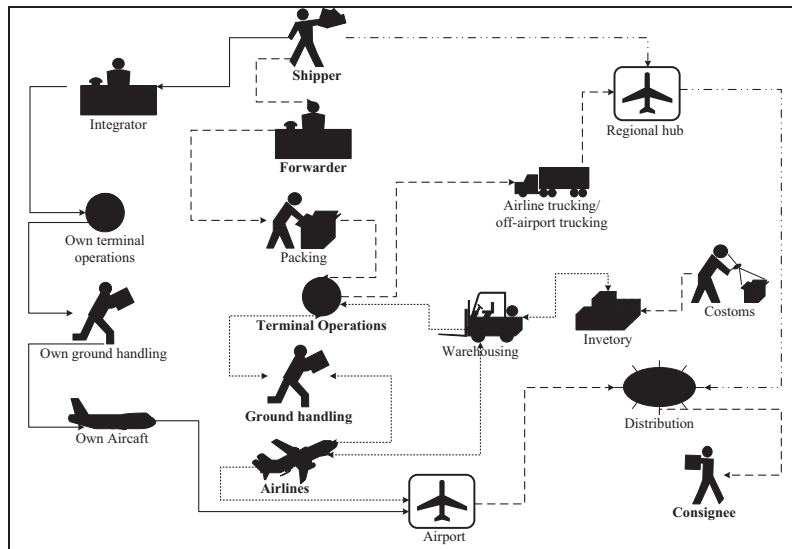 Shipper
Integrator
Regional hub
Forwarder
Airline trucking/
off-airport trucking
Own terminal
operations
Packing
Customs
Terminal Operations
Invetory
Warehousing
Own ground handling
Ground handling
Distribution
Own Aircaft
Airlines
Consignee
Airport